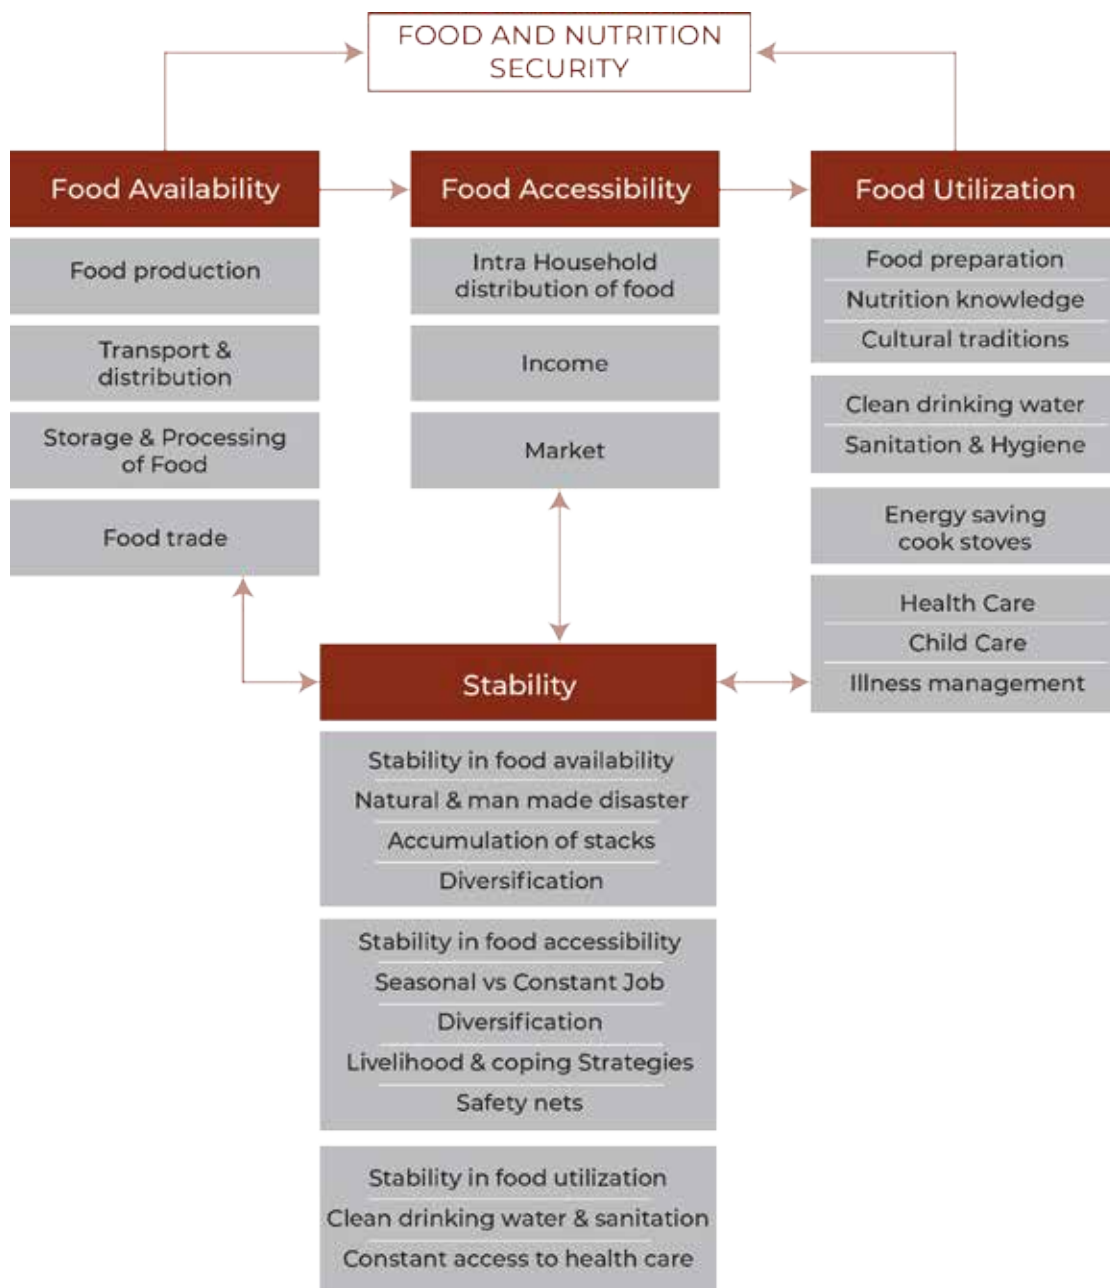 FOOD AND NUTRITION
SECURITY
Food Availability
Food production
Transport &
distribution
Storage & Processing
of Food
Food trade
Food Accessibility
Intra Household
distribution of food
Income
Market
Food Utilization
Food preparation
Nutrition knowledge
Cultural traditions
Clean drinking water
Sanitation & Hygiene
Energy saving
cook stoves
Health Care
Child Care
Illness management
Stability
Stability in food availability
Natural & man made disaster
Accumulation of stacks
Diversification
Stability in food accessibility
Seasonal vs Constant Job
Diversification
Livelihood & coping Strategies
Safety nets
Stability in food utilization
Clean drinking water & sanitation
Constant access to health care